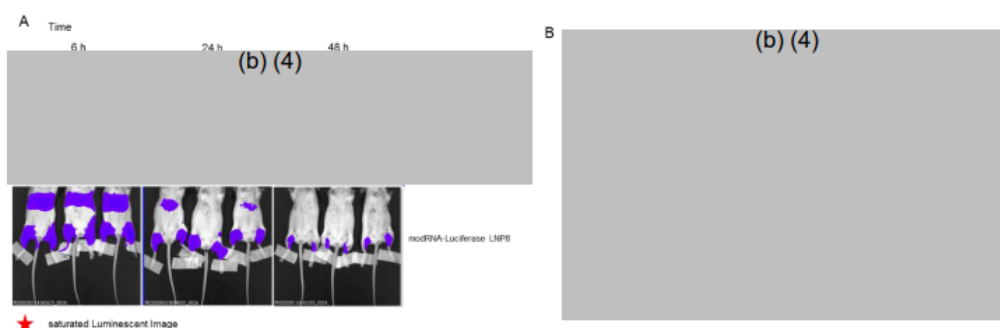 A
Time
6 h 24 h 48 h
(b) (4)
modRNA-Luciferase LNP8
saturated Luminescent Image
B
(b) (4)